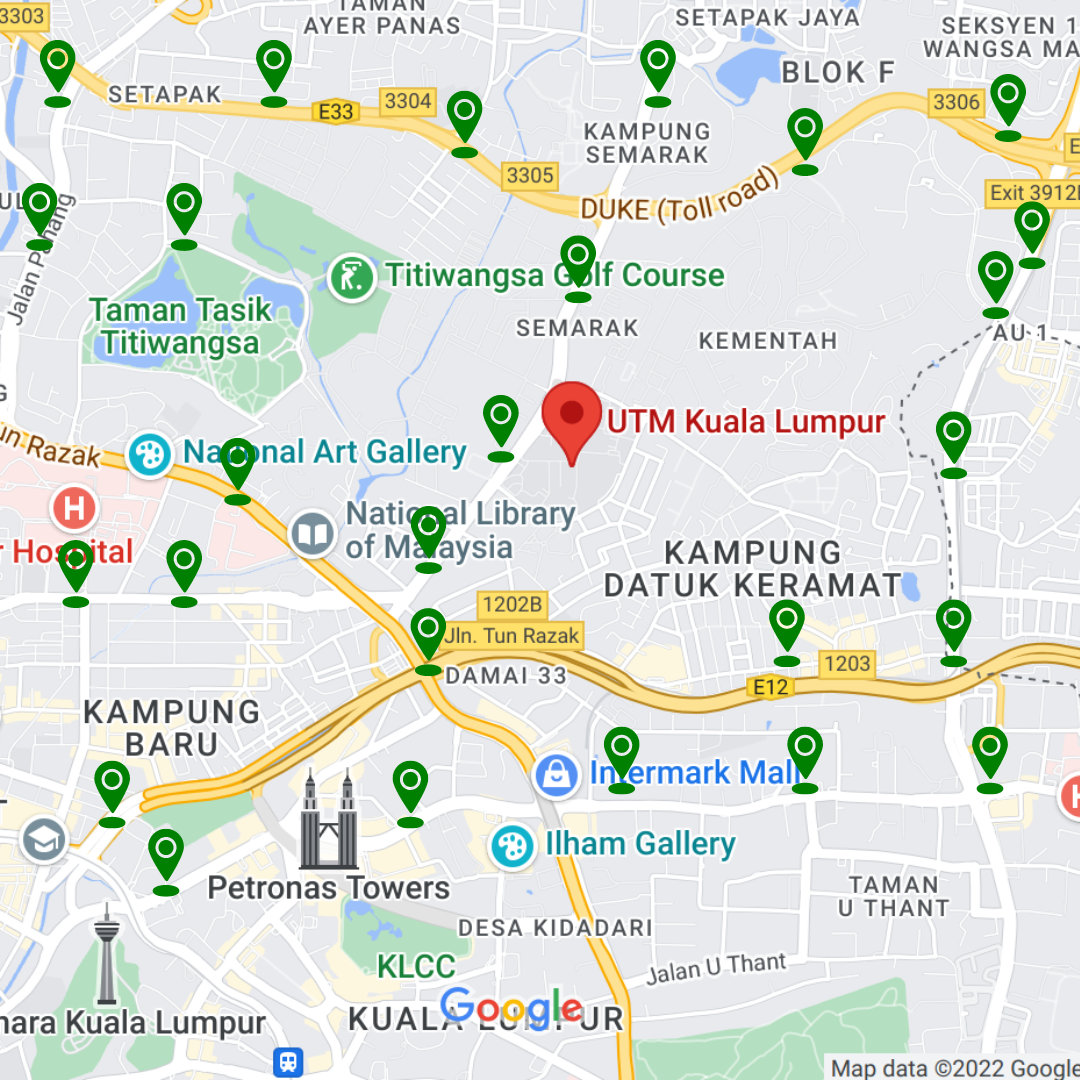 3303
TAMAN
AYER PANAS
SETAPAK JAYA
SEKSYEN 1
WANGSA MA
BLOK F
SETAPAK
E33
3304
3306
KAMPUNG
SEMARAK
3305
E
Exit 3912
DUKE (Toll road)
UL
Jalan Pahang
Titiwangsa Golf Course
Taman Tasik
Titiwangsa
SEMARAK
KEMENTAH
AU 1
G
UTM Kuala Lumpur
un Razak
National Art Gallery
H
National Library
of Malaysia
r Hospital
KAMPUNG
DATUK KERAMAT
1202B
Jln. Tun Razak
1203
DAMAI 33
E12
KAMPUNG
BARU
Intermark Mall
H
T
Ilham Gallery
Petronas Towers
TAMAN
U THANT
DESA KIDADARI
KLCC
Jalan U Thant
Google
nara Kuala Lumpur
KUALA LUMPUR
Map data ©2022 Google